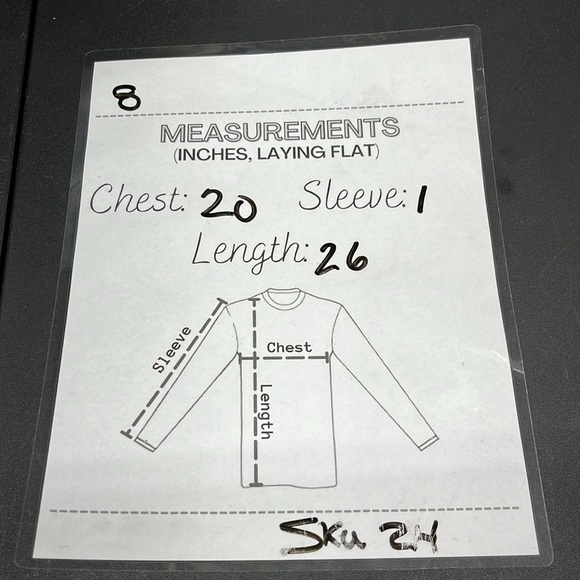 8
MEASUREMENTS
(INCHES, LAYING FLAT)
Chest: 20 Sleeve: 1
Length: 26
Sleeve
Chest
Length
Sku 24